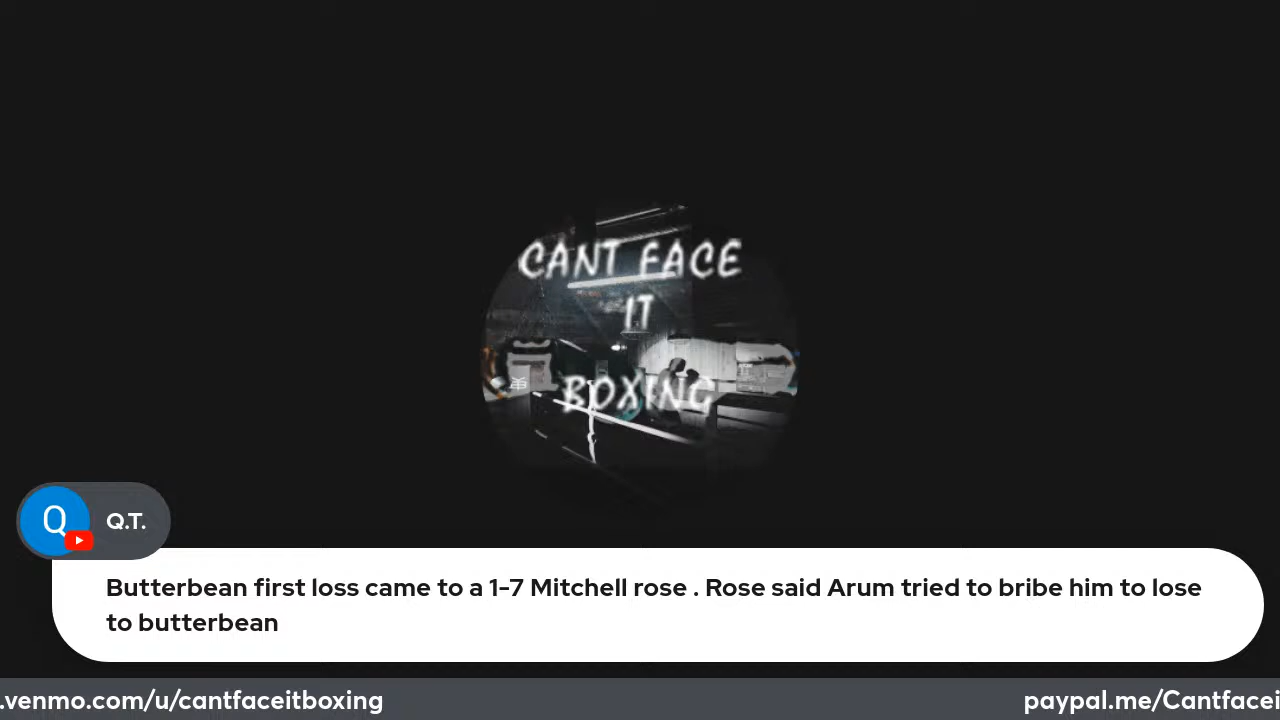 CANT FACE
IT
BOXING
Q
Q.T.
Butterbean first loss came to a 1-7 Mitchell rose . Rose said Arum tried to bribe him to lose
to butterbean
.venmo.com/u/cantfaceitboxing
paypal.me/Cantfacei